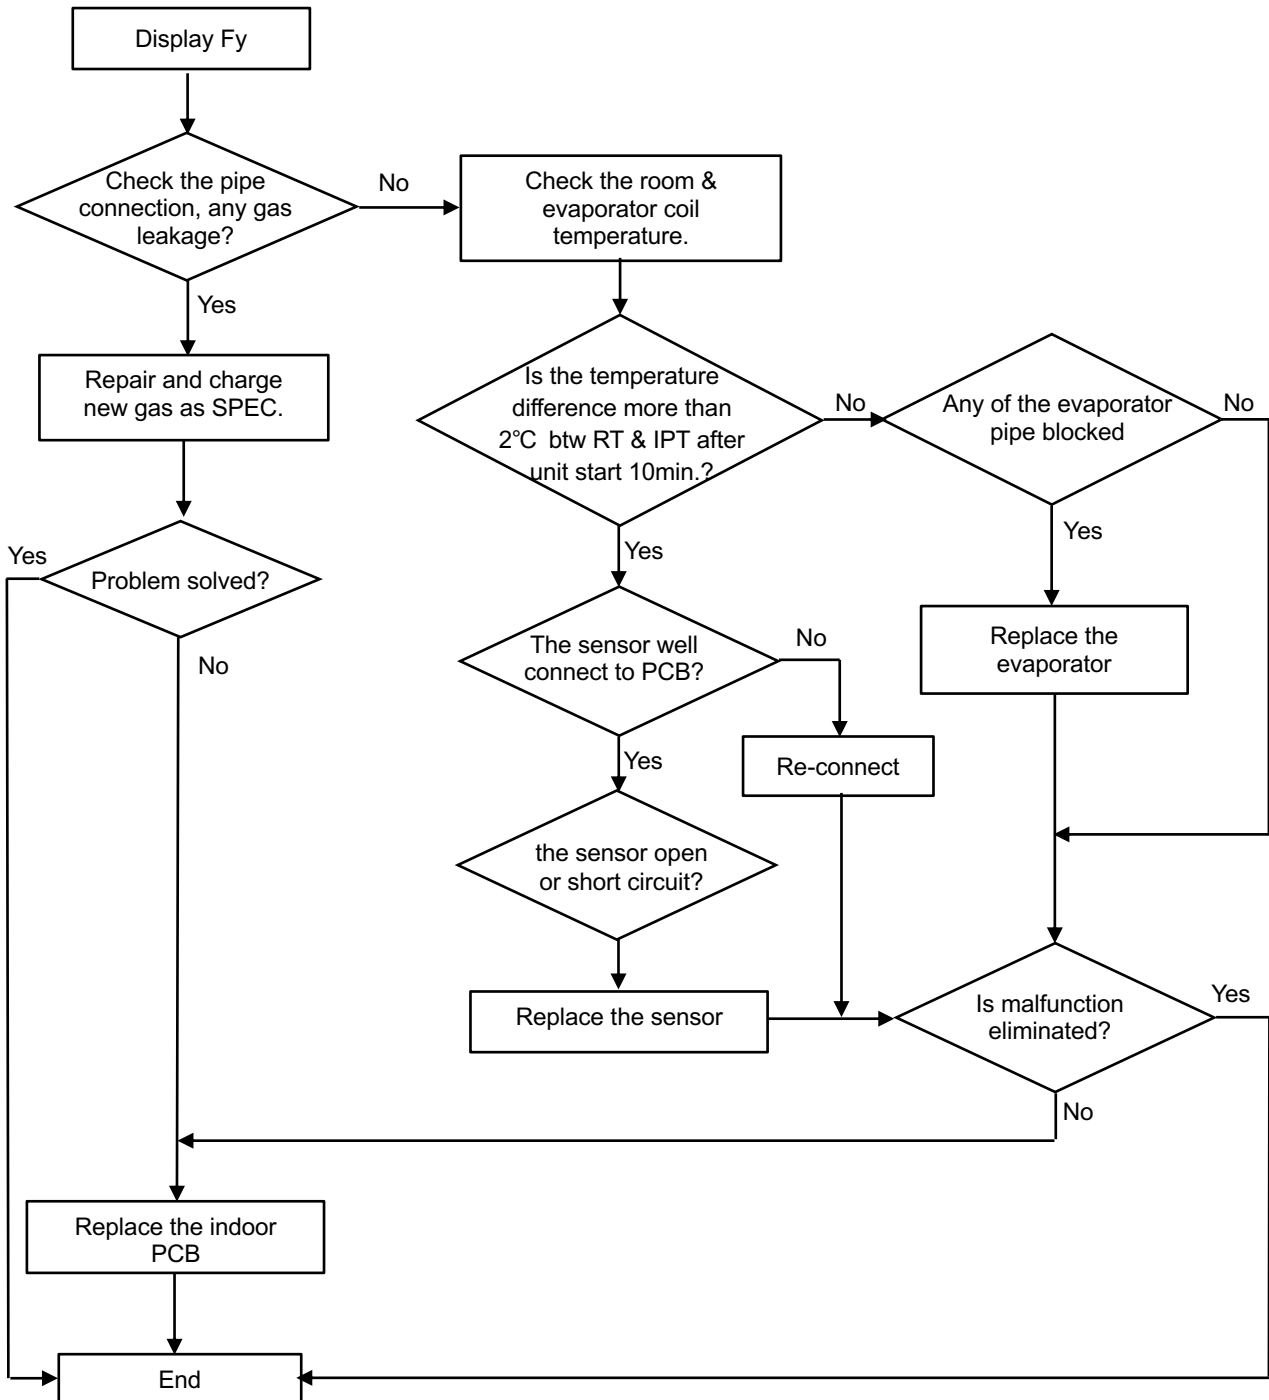 Display Fy
Check the pipe
connection, any gas
leakage?
No
Check the room &
evaporator coil
temperature.
Yes
Repair and charge
new gas as SPEC.
Is the temperature
difference more than
2℃ btw RT & IPT after
unit start 10min.?
No
Any of the evaporator
pipe blocked
No
Yes
Problem solved?
No
Yes
Yes
Replace the
evaporator
The sensor well
connect to PCB?
No
Re-connect
Yes
the sensor open
or short circuit?
Replace the sensor
Is malfunction
eliminated?
Yes
No
Replace the indoor
PCB
End